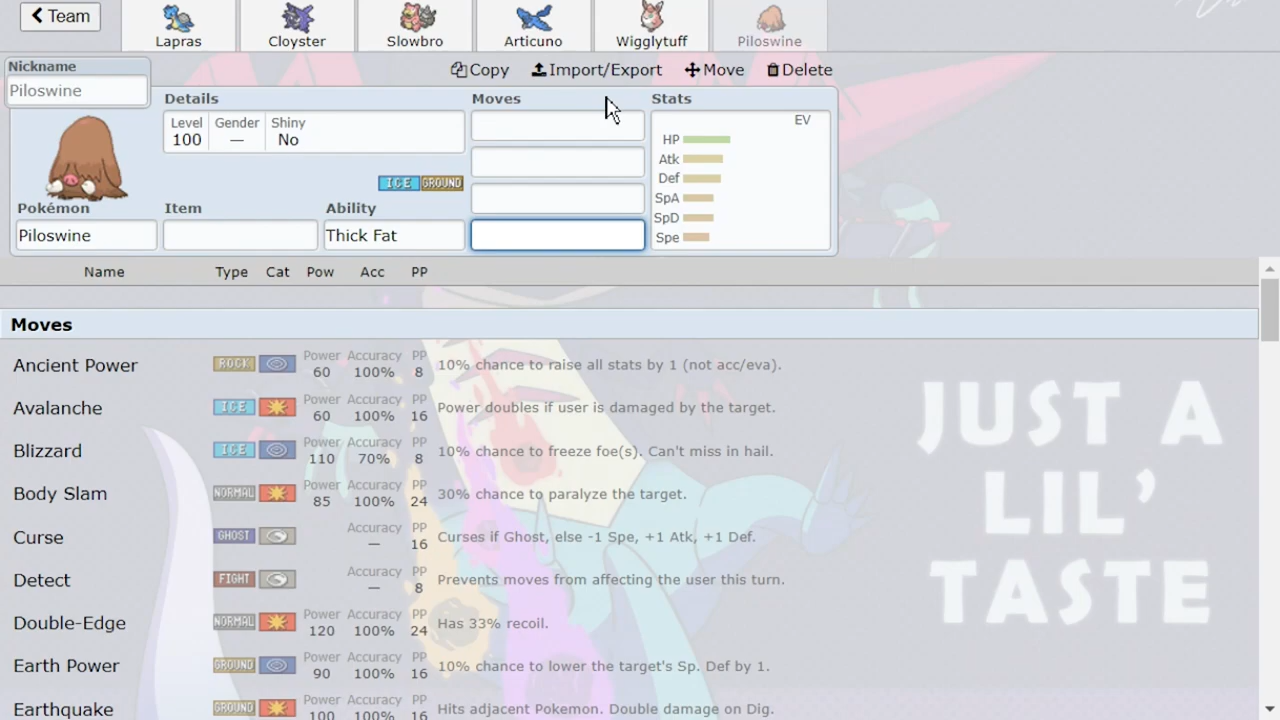 Team
Lapras
Cloyster
Slowbro
Articuno
Wigglytuff
Piloswine
Nickname
Piloswine
Copy
Import/Export
Move
Delete
Details
Moves
Stats
Level
100
Gender
—
Shiny
No
EV
HP
Atk
Def
SpA
SpD
Spe
ICE GROUND
Pokémon
Piloswine
Item
Ability
Thick Fat
Name Type Cat Pow Acc PP
Moves
Ancient Power ROCK Power 60 Accuracy 100% PP 8 10% chance to raise all stats by 1 (not acc/eva).
Avalanche ICE Power 60 Accuracy 100% PP 16 Power doubles if user is damaged by the target.
Blizzard ICE Power 110 Accuracy 70% PP 8 10% chance to freeze foe(s). Can't miss in hail.
Body Slam NORMAL Power 85 Accuracy 100% PP 24 30% chance to paralyze the target.
Curse GHOST Accuracy — PP 16 Curses if Ghost, else -1 Spe, +1 Atk, +1 Def.
Detect FIGHT Accuracy — PP 8 Prevents moves from affecting the user this turn.
Double-Edge NORMAL Power 120 Accuracy 100% PP 24 Has 33% recoil.
Earth Power GROUND Power 90 Accuracy 100% PP 16 10% chance to lower the target's Sp. Def by 1.
Earthquake GROUND Power 100 Accuracy 100% PP 16 Hits adjacent Pokemon. Double damage on Dig.
JUST A
LIL'
TASTE